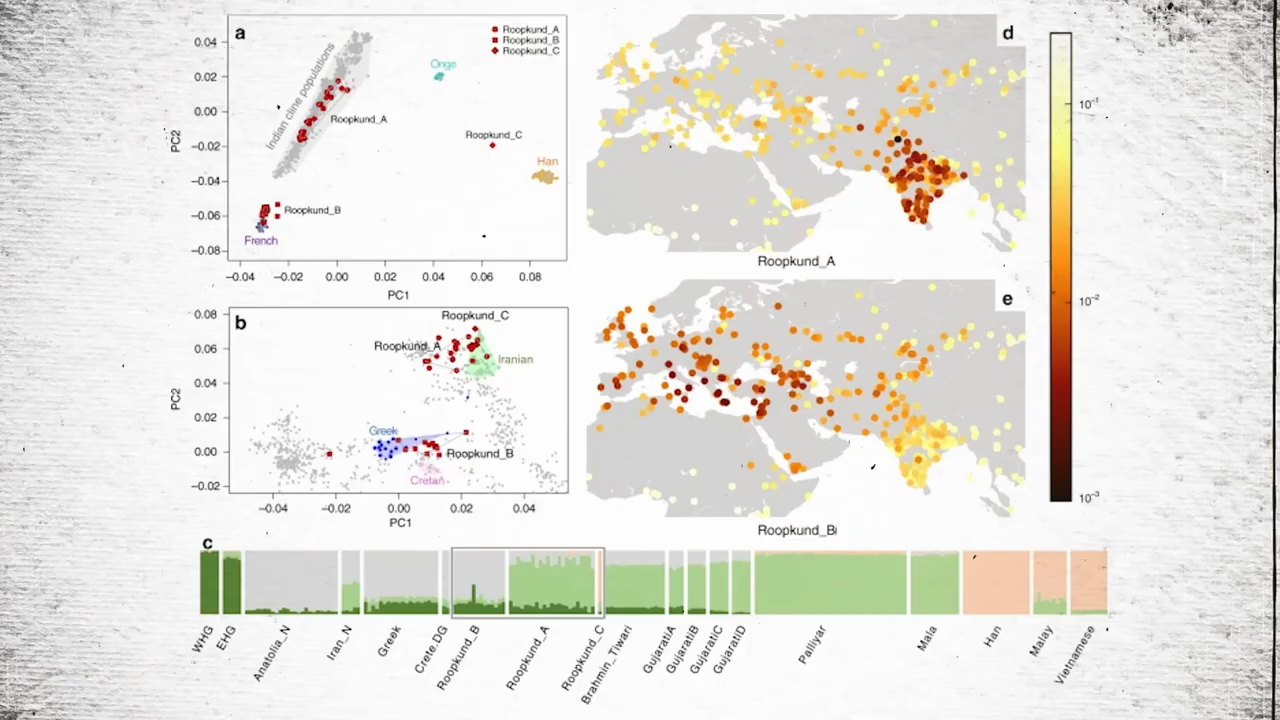 a
Roopkund_A
Roopkund_B
Roopkund_C
0.04
0.02
0.00
−0.02
−0.04
−0.06
−0.08
PC2
Indian cline populations
Onge
Roopkund_A
Roopkund_C
Han
Roopkund_B
French
−0.04
−0.02
0.00
0.02
0.04
0.06
0.08
PC1
d
Roopkund_A
10-1
10-2
10-3
b
0.08
0.06
0.04
0.02
0.00
−0.02
PC2
Roopkund_C
Roopkund_A
Iranian
Greek
Roopkund_B
Cretan
−0.04
−0.02
0.00
0.02
0.04
PC1
e
Roopkund_B
c
WHG
EHG
Anatolia_N
Iran_N
Greek
Crete.DG
Roopkund_B
Roopkund_A
Roopkund_C
Brahmin_Tiwari
GujaratiA
GujaratiB
GujaratiC
GujaratiD
Palliyar
Mala
Han
Malay
Vietnamese